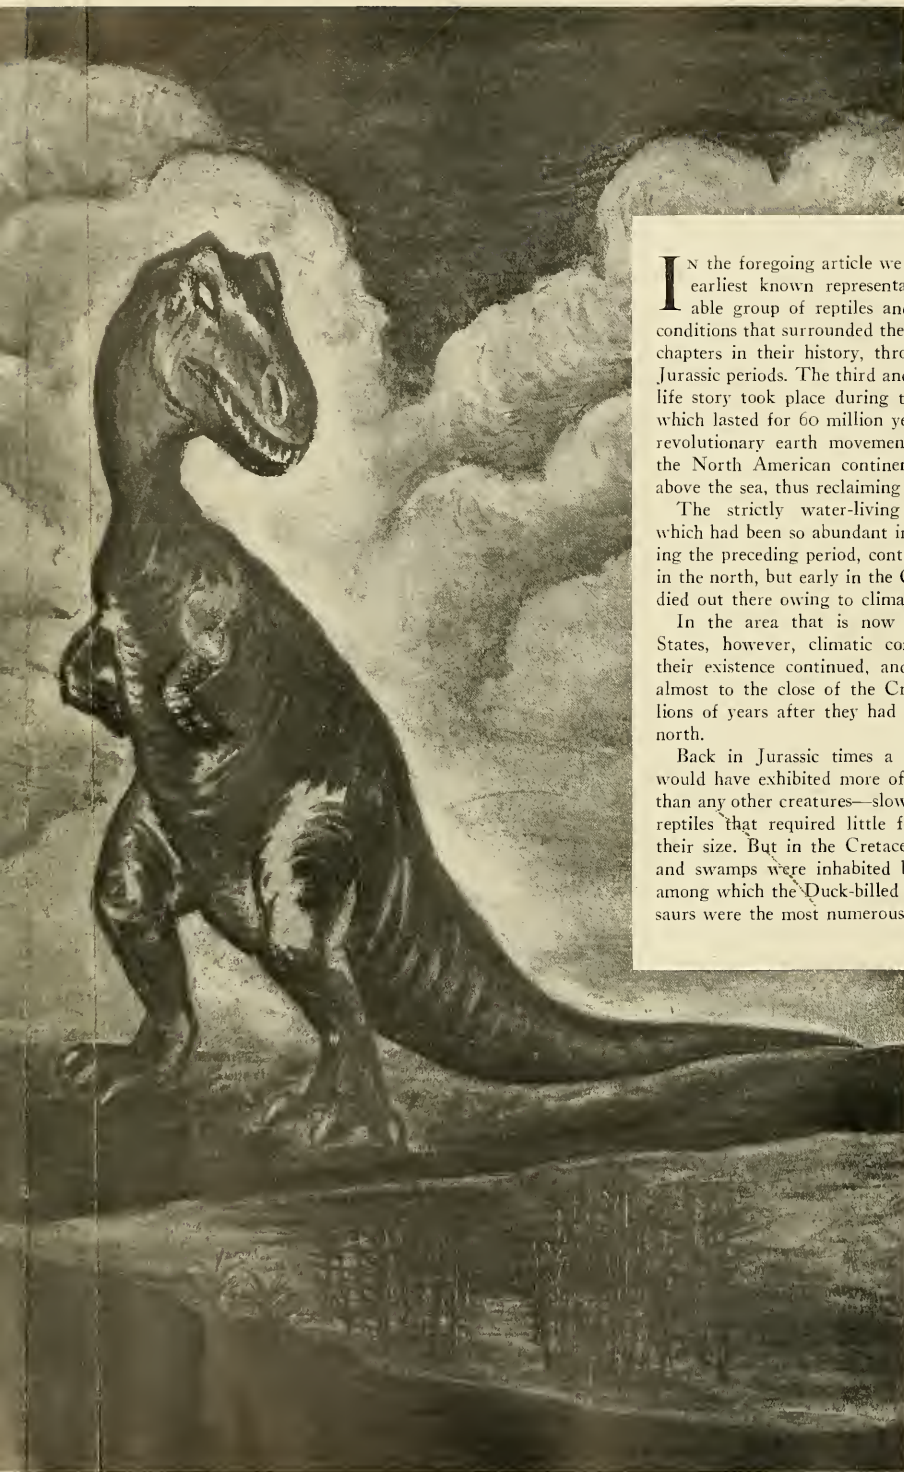 IN the foregoing article we
earliest known representa
able group of reptiles an
conditions that surrounded the
chapters in their history, thro
Jurassic periods. The third an
life story took place during t
which lasted for 60 million ye
revolutionary earth movemen
the North American continen
above the sea, thus reclaiming
The strictly water-living
which had been so abundant i
ing the preceding period, cont
in the north, but early in the C
died out there owing to clima
In the area that is now
States, however, climatic co
their existence continued, an
almost to the close of the Cr
lions of years after they had
north.
Back in Jurassic times a
would have exhibited more of
than any other creatures—slow
reptiles that required little f
their size. But in the Cretace
and swamps were inhabited b
among which the Duck-billed
saurs were the most numerous